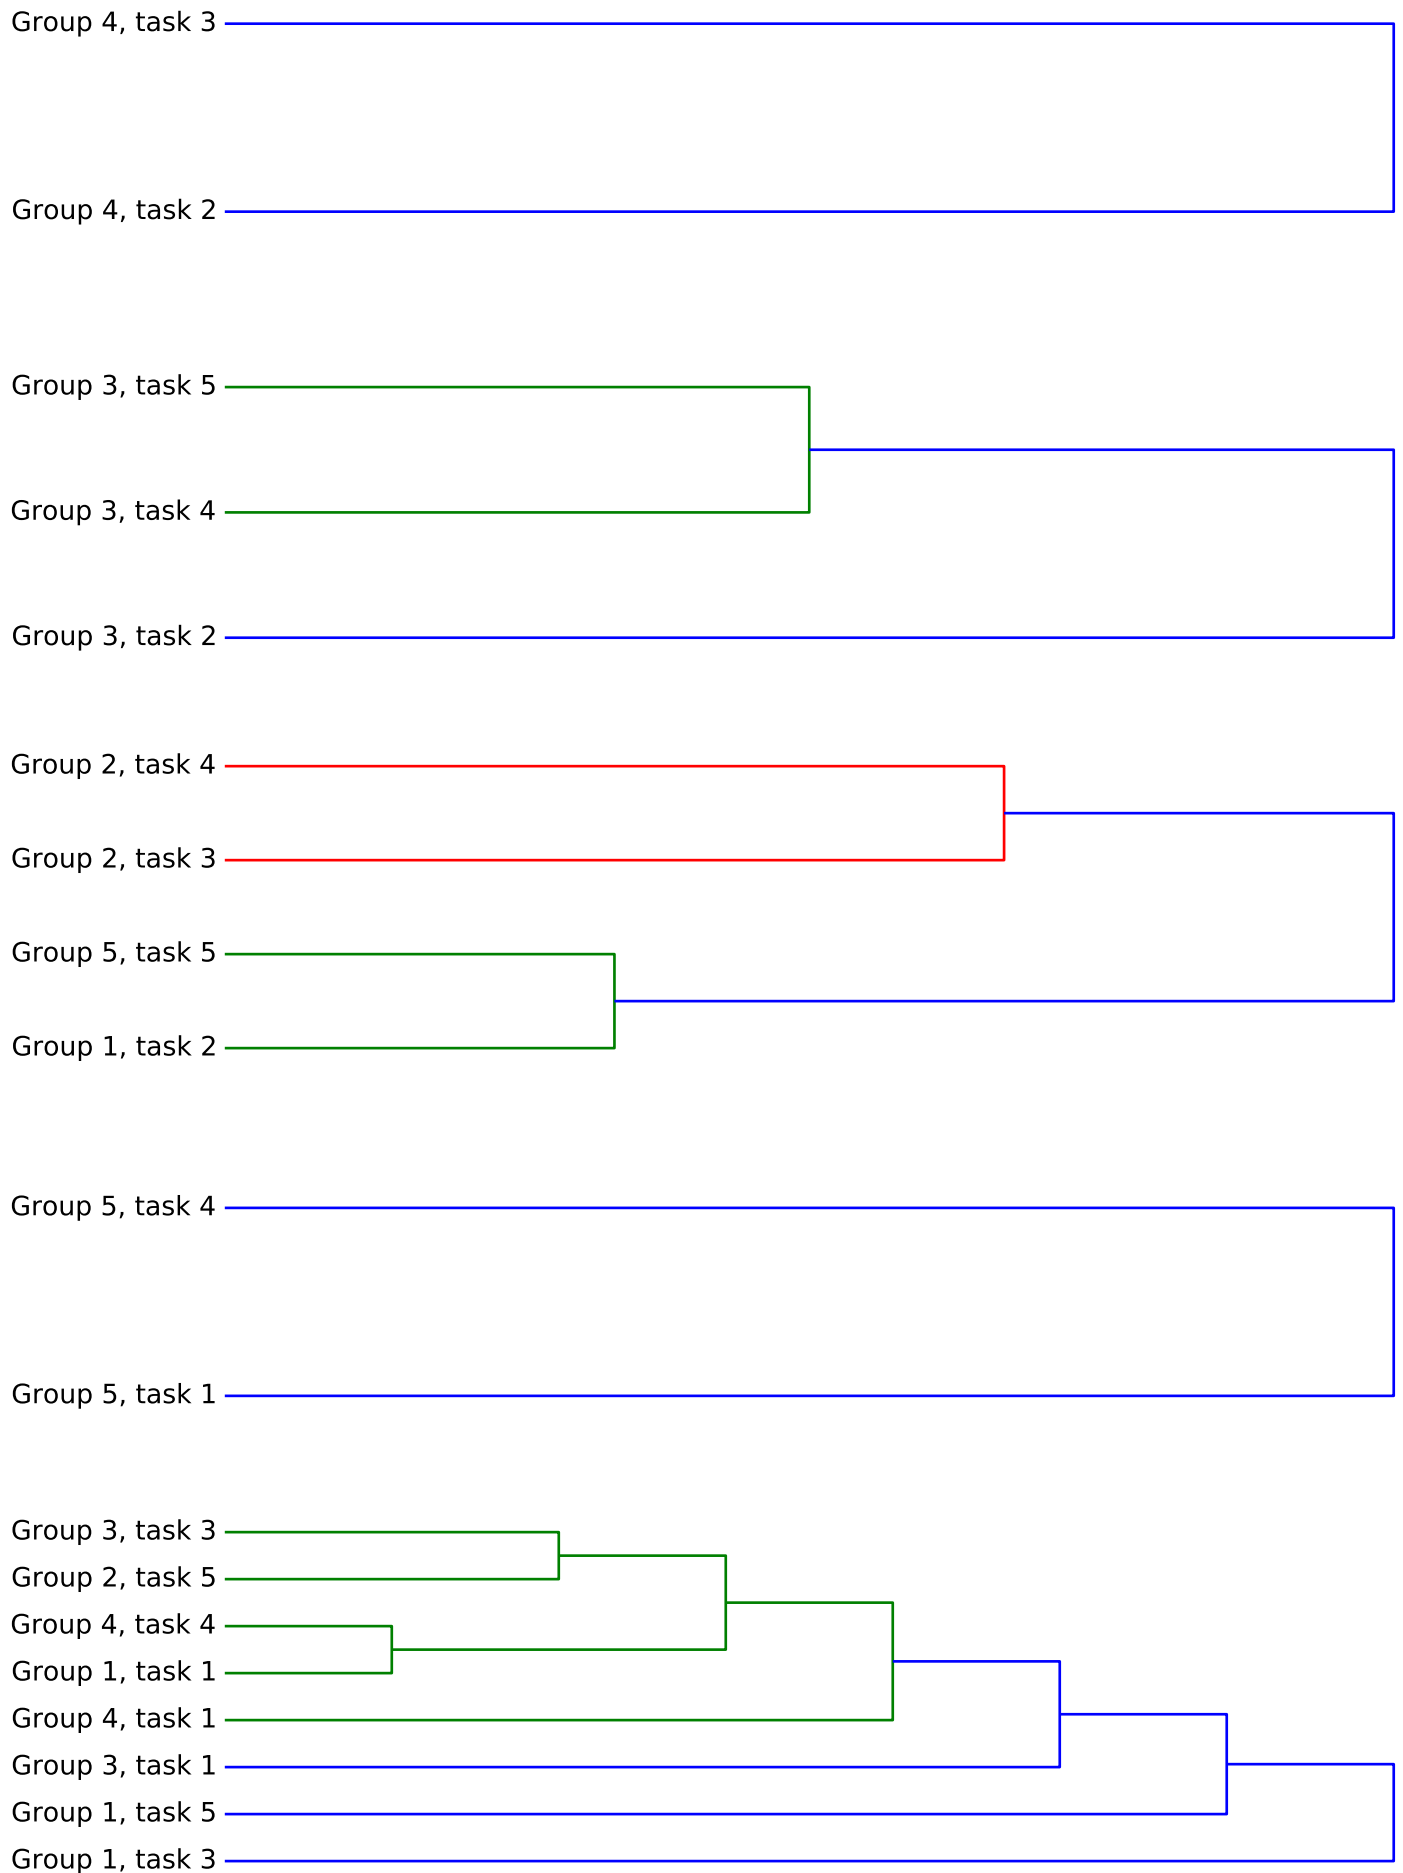 Group 4, task 3
Group 4, task 2
Group 3, task 5
Group 3, task 4
Group 3, task 2
Group 2, task 4
Group 2, task 3
Group 5, task 5
Group 1, task 2
Group 5, task 4
Group 5, task 1
Group 3, task 3
Group 2, task 5
Group 4, task 4
Group 1, task 1
Group 4, task 1
Group 3, task 1
Group 1, task 5
Group 1, task 3